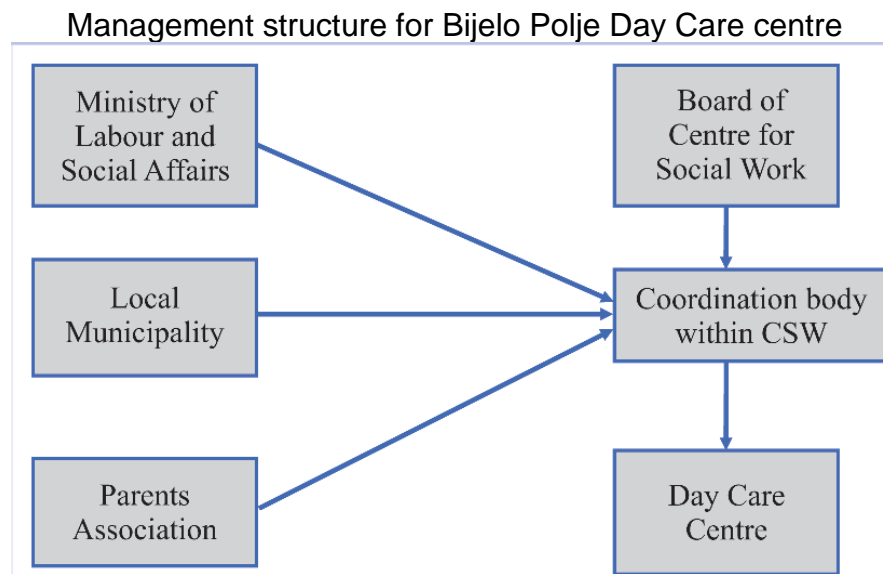 Management structure for Bijelo Polje Day Care centre
Ministry of
Labour and
Social Affairs
Board of
Centre for
Social Work
Local
Municipality
Coordination body
within CSW
Parents
Association
Day Care
Centre